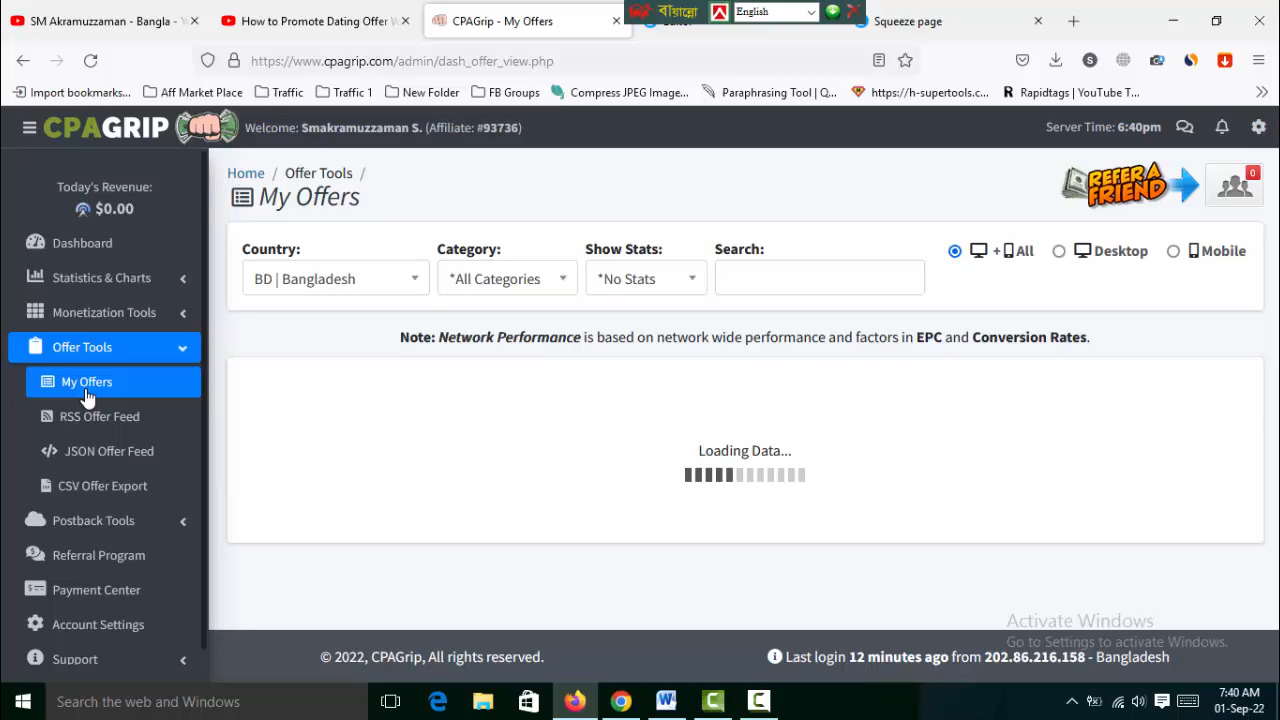 SM Akramuzzaman - Bangla -
How to Promote Dating Offer W
CPAGrip - My Offers
বায়ান্নো
English
Squeeze page
https://www.cpagrip.com/admin/dash_offer_view.php
Import bookmarks...
Aff Market Place
Traffic
Traffic 1
New Folder
FB Groups
Compress JPEG Image...
Paraphrasing Tool | Q...
https://h-supertools.c...
Rapidtags | YouTube T...
CPAGRIP
Welcome: Smakramuzzaman S. (Affiliate: #93736)
Server Time: 6:40pm
Today's Revenue:
$0.00
Dashboard
Statistics & Charts
Monetization Tools
Offer Tools
My Offers
RSS Offer Feed
JSON Offer Feed
CSV Offer Export
Postback Tools
Referral Program
Payment Center
Account Settings
Support
Home / Offer Tools /
My Offers
REFER A FRIEND
0
Country:
BD | Bangladesh
Category:
*All Categories
Show Stats:
*No Stats
Search:
+ All
Desktop
Mobile
Note: Network Performance is based on network wide performance and factors in EPC and Conversion Rates.
Loading Data...
Activate Windows
Go to Settings to activate Windows.
© 2022, CPAGrip, All rights reserved.
Last login 12 minutes ago from 202.86.216.158 - Bangladesh
Search the web and Windows
7:40 AM
01-Sep-22